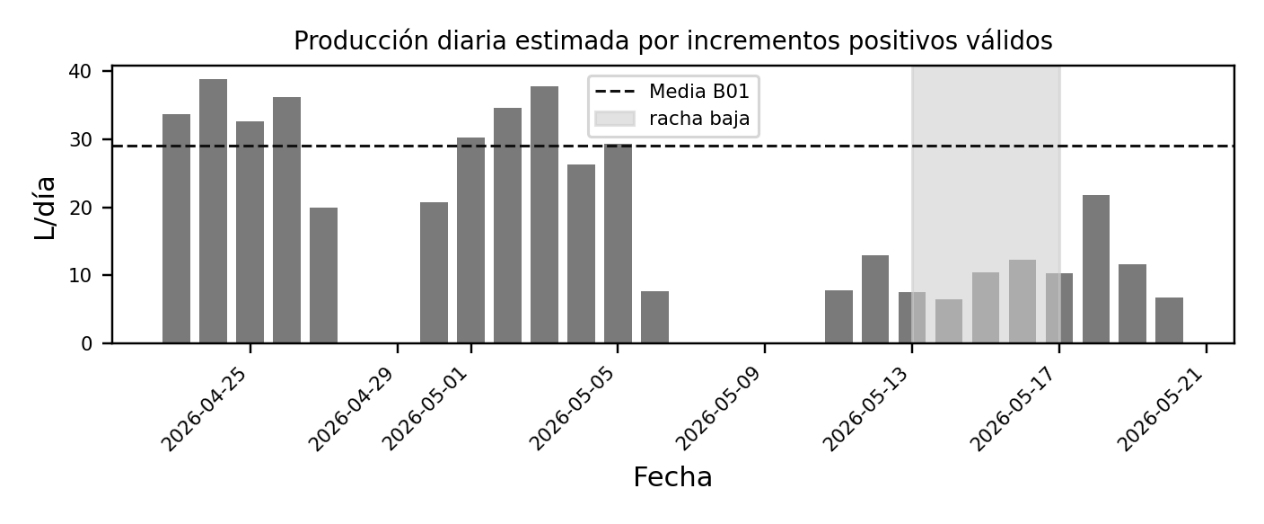 Producción diaria estimada por incrementos positivos válidos
L/día
40
30
20
10
0
Media B01
racha baja
2026-04-25
2026-04-29
2026-05-01
2026-05-05
2026-05-09
2026-05-13
2026-05-17
2026-05-21
Fecha